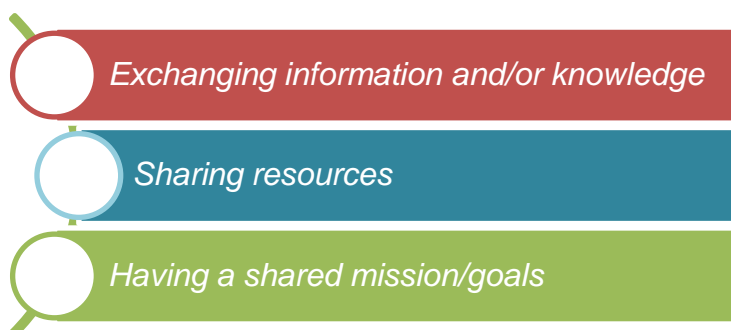 Exchanging information and/or knowledge
Sharing resources
Having a shared mission/goals